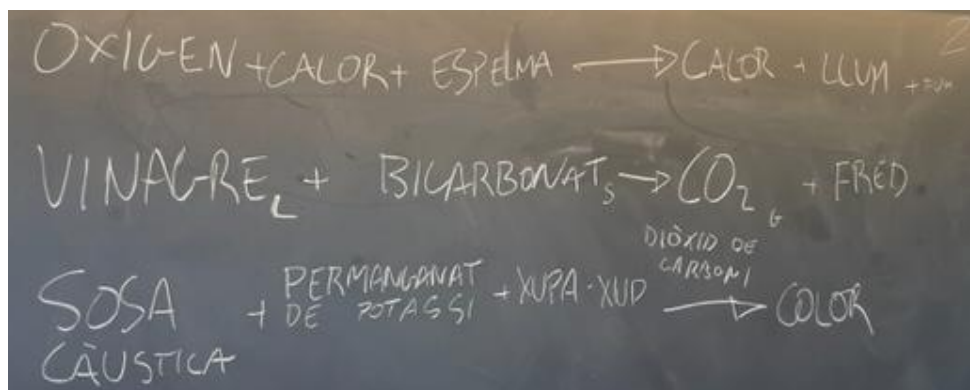 OXIGEN + CALOR + ESPELMA → CALOR + LLUM + FUM
VINAGRE L + BICARBONAT S → CO2 G + FRED
DIÒXID DE
CARBONI
SOSA CÀUSTICA + PERMANGANAT DE POTASSI + XUPA-XUP → COLOR